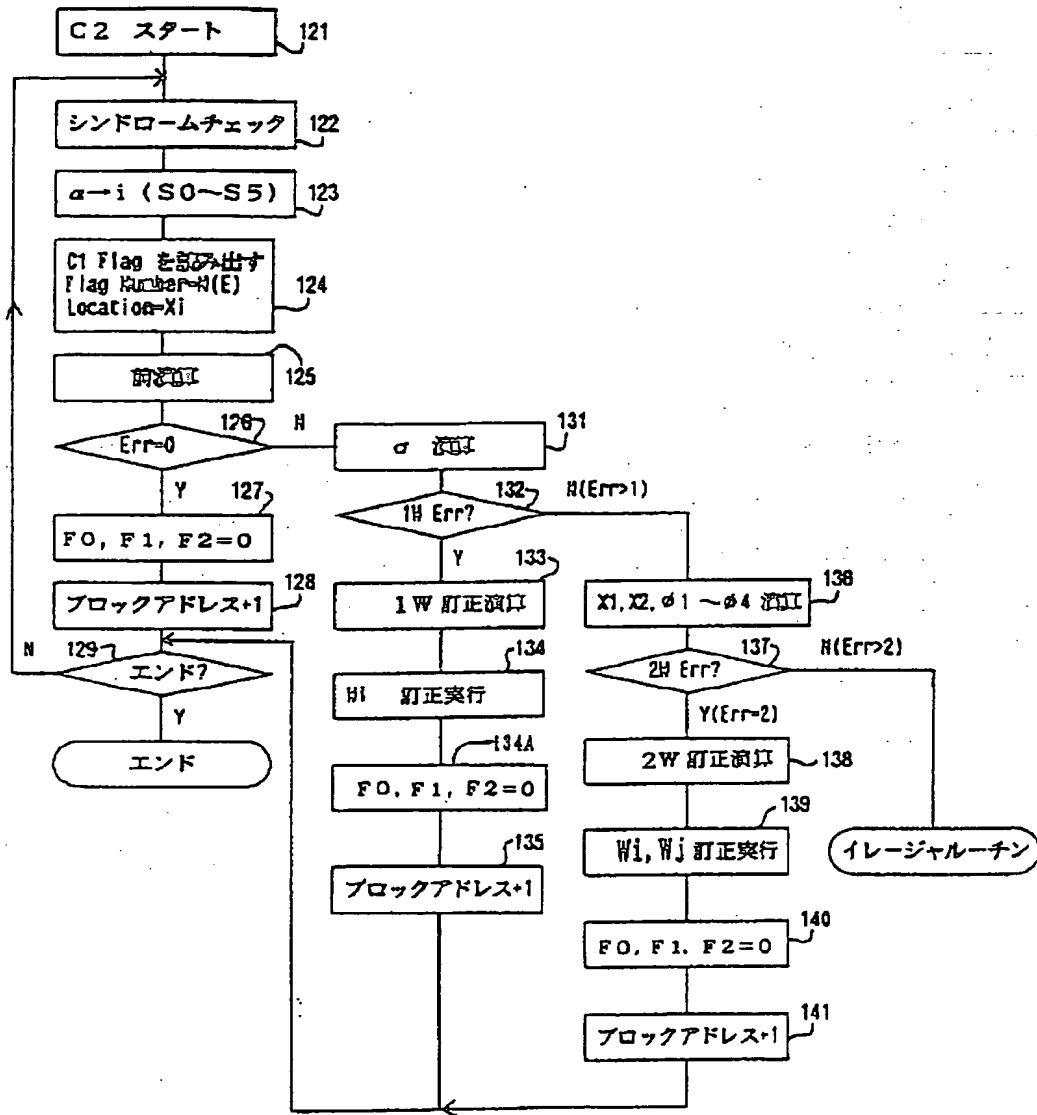 C2 スタート
121
シンドロームチェック
122
α→i (S0~S5)
123
C1 Flag を読み出す
Flag Number=N(E)
Location=Xi
124
前演算
125
Err=0
126
N
Y
127
F0, F1, F2=0
128
ブロックアドレス+1
129
N
エンド?
Y
エンド
131
σ 演算
132
N(Err>1)
1W Err?
Y
133
1W 訂正演算
134
Wi 訂正実行
134A
F0, F1, F2=0
135
ブロックアドレス+1
X1, X2, φ1 ~φ4 演算
136
137
N(Err>2)
2W Err?
Y(Err=2)
2W 訂正演算
138
139
Wi, Wj 訂正実行
イレージャルーチン
140
F0. F1. F2=0
141
ブロックアドレス+1